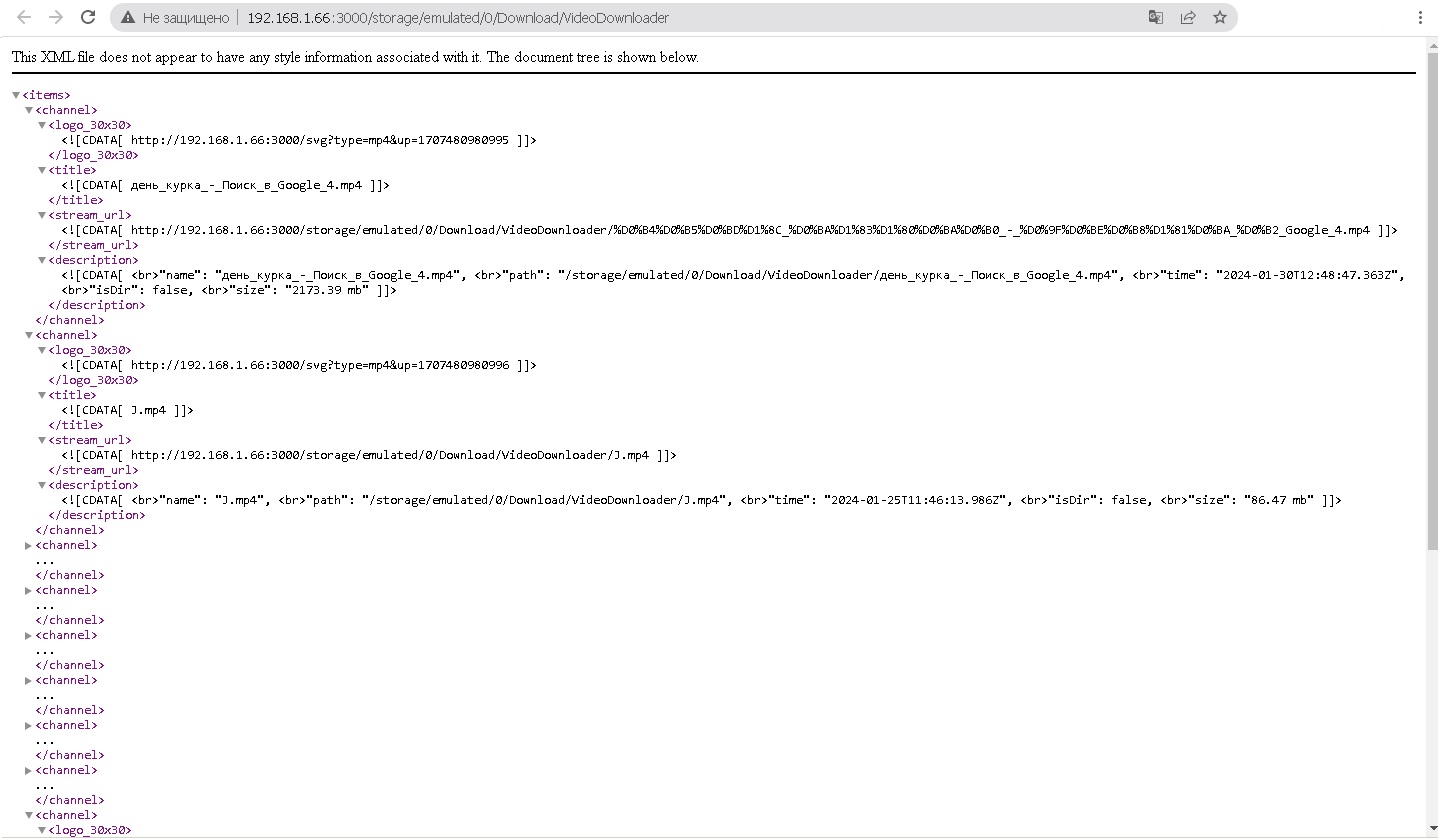 Не защищено
192.168.1.66:3000/storage/emulated/0/Download/VideoDownloader
This XML file does not appear to have any style information associated with it. The document tree is shown below.
<items>
<channel>
<logo_30x30>
<![CDATA[ http://192.168.1.66:3000/svg?type=mp4&up=1707480980995 ]]>
</logo_30x30>
<title>
<![CDATA[ день_курка_-_Поиск_в_Google_4.mp4 ]]>
</title>
<stream_url>
<![CDATA[ http://192.168.1.66:3000/storage/emulated/0/Download/VideoDownloader/%D0%B4%D0%B5%D0%BD%D1%8C_%D0%BA%D1%83%D1%80%D0%BA%D0%B0_-_%D0%9F%D0%BE%D0%B8%D1%81%D0%BA_%D0%B2_Google_4.mp4 ]]>
</stream_url>
<description>
<![CDATA[ <br>"name": "день_курка_-_Поиск_в_Google_4.mp4", <br>"path": "/storage/emulated/0/Download/VideoDownloader/день_курка_-_Поиск_в_Google_4.mp4", <br>"time": "2024-01-30T12:48:47.363Z",
<br>"isDir": false, <br>"size": "2173.39 mb" ]]>
</description>
</channel>
<channel>
<logo_30x30>
<![CDATA[ http://192.168.1.66:3000/svg?type=mp4&up=1707480980996 ]]>
</logo_30x30>
<title>
<![CDATA[ J.mp4 ]]>
</title>
<stream_url>
<![CDATA[ http://192.168.1.66:3000/storage/emulated/0/Download/VideoDownloader/J.mp4 ]]>
</stream_url>
<description>
<![CDATA[ <br>"name": "J.mp4", <br>"path": "/storage/emulated/0/Download/VideoDownloader/J.mp4", <br>"time": "2024-01-25T11:46:13.986Z", <br>"isDir": false, <br>"size": "86.47 mb" ]]>
</description>
</channel>
<channel>
...
</channel>
<channel>
...
</channel>
<channel>
...
</channel>
<channel>
...
</channel>
<channel>
...
</channel>
<channel>
...
</channel>
<channel>
<logo_30x30>